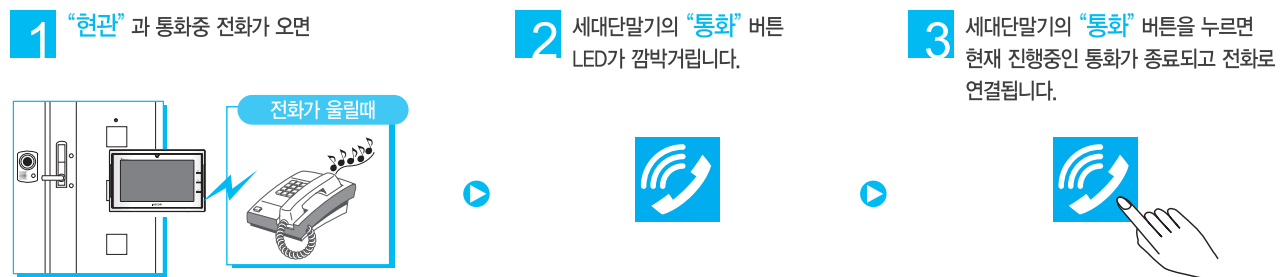 1 "현관" 과 통화중 전화가 오면
전화가 울릴때
2 세대단말기의 "통화" 버튼
LED가 깜박거립니다.
3 세대단말기의 "통화" 버튼을 누르면
현재 진행중인 통화가 종료되고 전화로
연결됩니다.